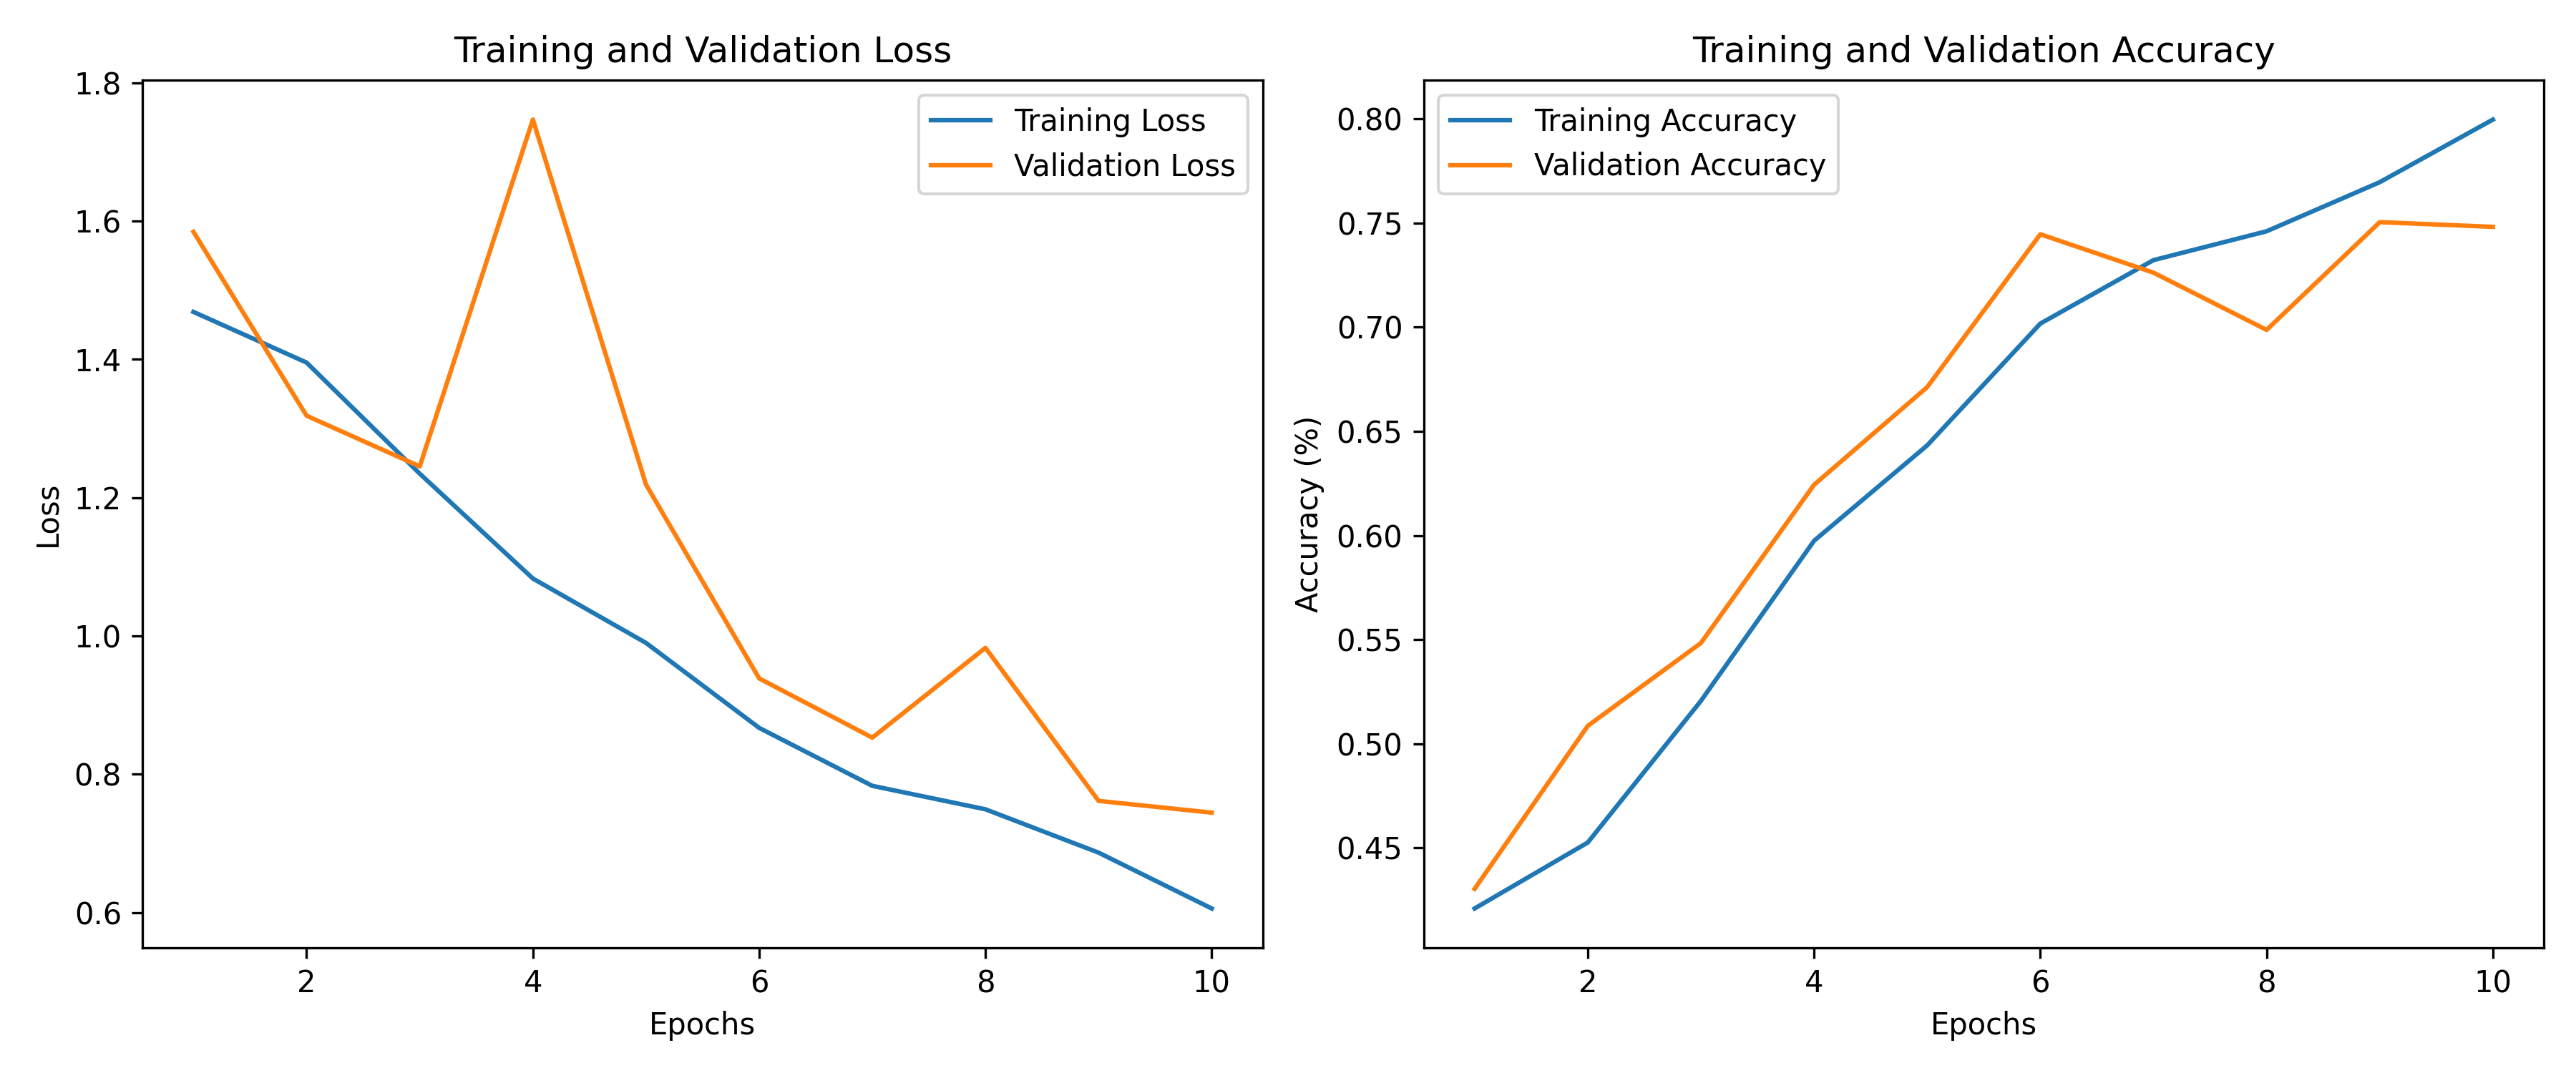 Training and Validation Loss
1.8
1.6
1.4
1.2
1.0
0.8
0.6
Loss
Training Loss
Validation Loss
2 4 6 8 10
Epochs
Training and Validation Accuracy
0.80
0.75
0.70
0.65
0.60
0.55
0.50
0.45
Accuracy (%)
Training Accuracy
Validation Accuracy
2 4 6 8 10
Epochs